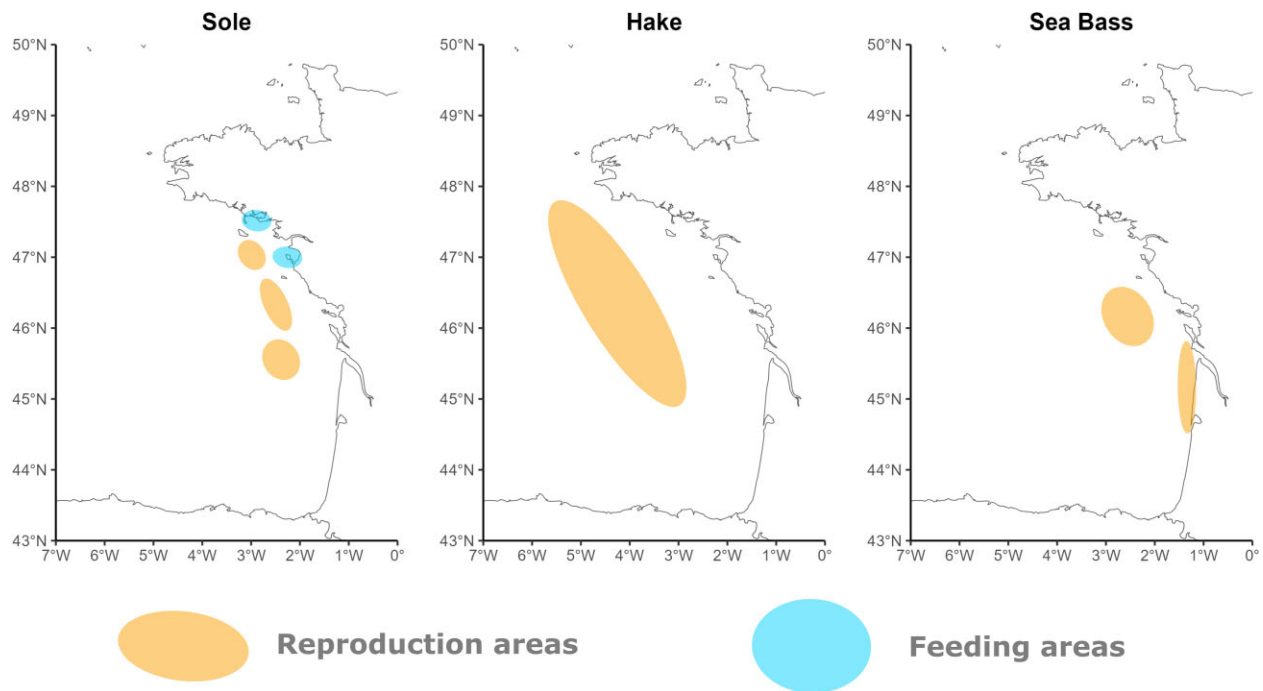 Sole
Hake
Sea Bass
50°N
49°N
48°N
47°N
46°N
45°N
44°N
43°N
7°W 6°W 5°W 4°W 3°W 2°W 1°W 0°
50°N
49°N
48°N
47°N
46°N
45°N
44°N
43°N
7°W 6°W 5°W 4°W 3°W 2°W 1°W 0°
50°N
49°N
48°N
47°N
46°N
45°N
44°N
43°N
7°W 6°W 5°W 4°W 3°W 2°W 1°W 0°
Reproduction areas
Feeding areas